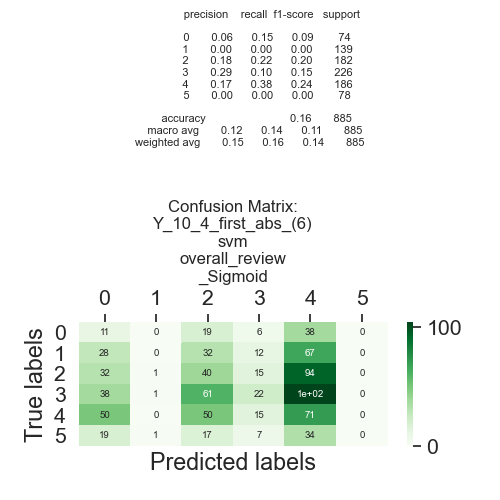 precision recall f1-score support
0 0.06 0.15 0.09 74
1 0.00 0.00 0.00 139
2 0.18 0.22 0.20 182
3 0.29 0.10 0.15 226
4 0.17 0.38 0.24 186
5 0.00 0.00 0.00 78
accuracy 0.16 885
macro avg 0.12 0.14 0.11 885
weighted avg 0.15 0.16 0.14 885
Confusion Matrix:
Y_10_4_first_abs_(6)
svm
overall_review
_Sigmoid
0 1 2 3 4 5
0 11 0 19 6 38 0
1 28 0 32 12 67 0
2 32 1 40 15 94 0
3 38 1 61 22 1e+02 0
4 50 0 50 15 71 0
5 19 1 17 7 34 0
True labels
Predicted labels
100
0